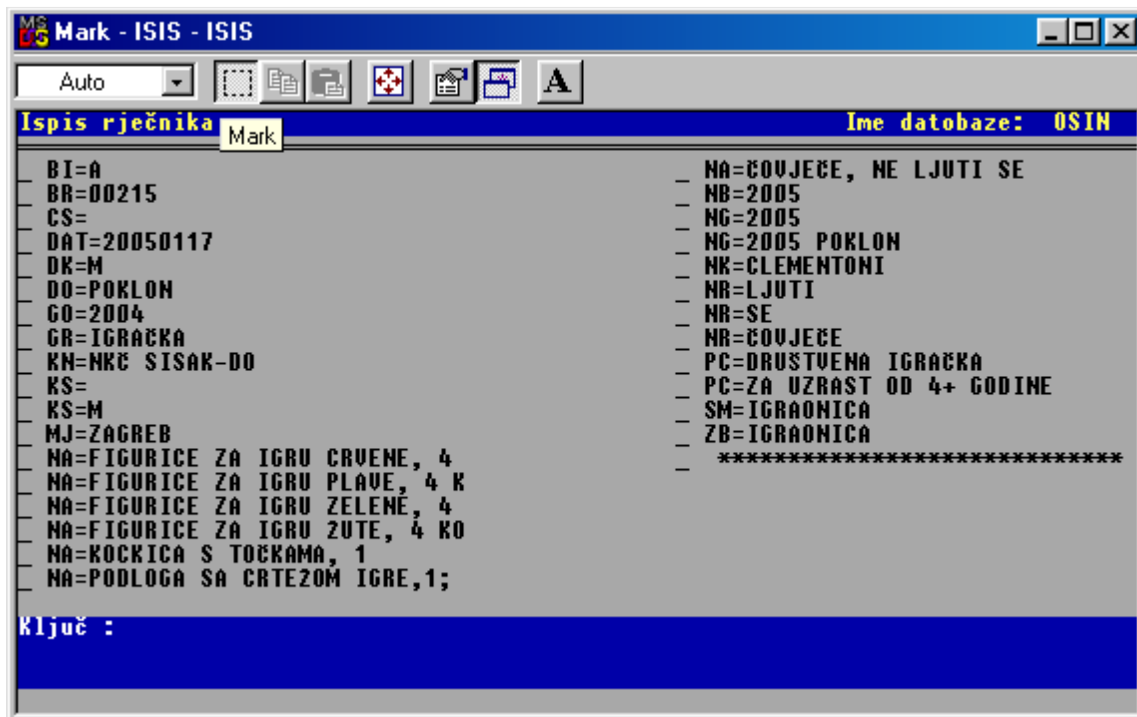 Mark - ISIS - ISIS
Auto
A
Ispis rječnika
Ime datobaze: OSIN
Mark
_ BI=A
_ BR=00215
_ CS=
_ DAT=20050117
_ DK=M
_ DO=POKLON
_ GO=2004
_ GR=IGRAČKA
_ KN=NKČ SISAK-DO
_ KS=
_ KS=M
_ MJ=ZAGREB
_ NA=FIGURICE ZA IGRU CRVENE, 4
_ NA=FIGURICE ZA IGRU PLAVE, 4 K
_ NA=FIGURICE ZA IGRU ZELENE, 4
_ NA=FIGURICE ZA IGRU ŽUTE, 4 KO
_ NA=KOCKICA S TOČKAMA, 1
_ NA=PODLOGA SA CRTEŽOM IGRE,1;
_ NA=ČOVJEČE, NE LJUTI SE
_ NB=2005
_ NG=2005
_ NG=2005 POKLON
_ NK=CLEMENTONI
_ NR=LJUTI
_ NR=SE
_ NR=ČOVJEČE
_ PC=DRUŠTVENA IGRAČKA
_ PC=ZA UZRAST OD 4+ GODINE
_ SM=IGRAONICA
_ ZB=IGRAONICA
_ *****************************
Ključ :